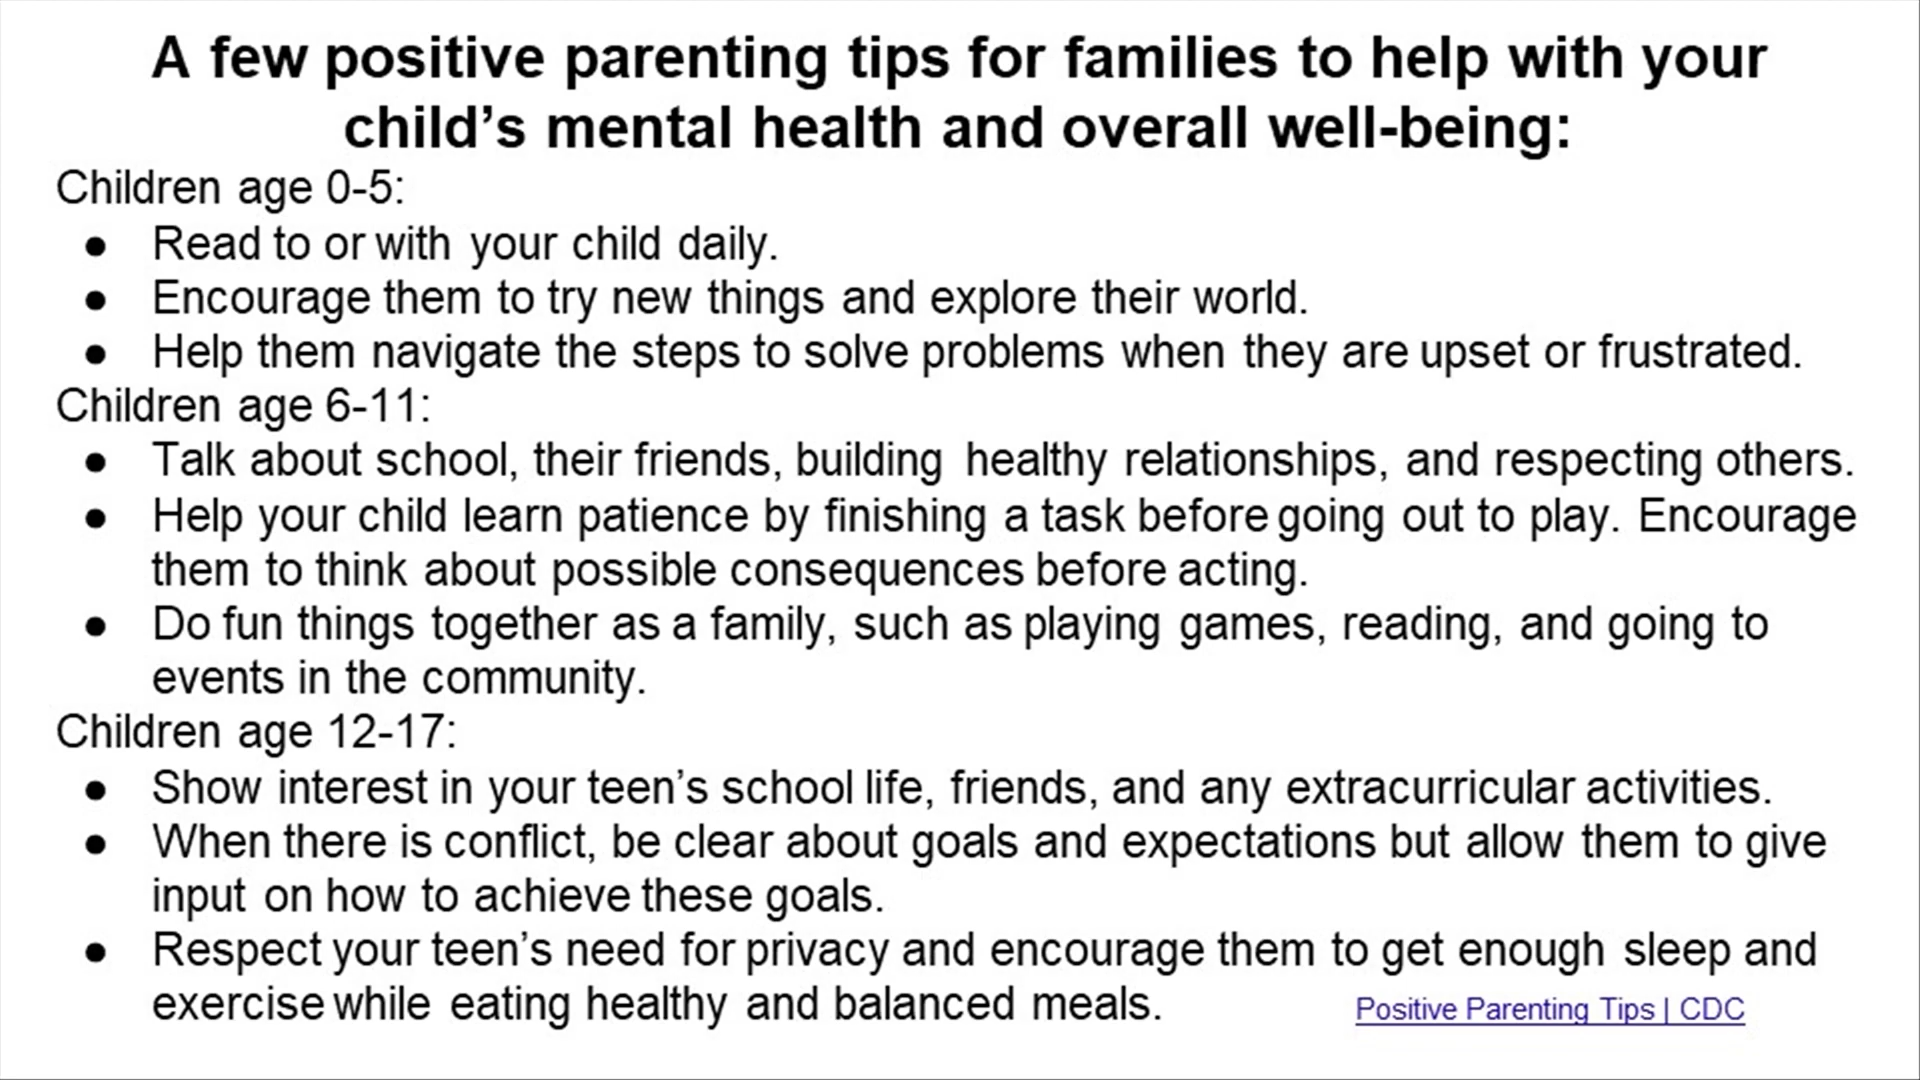 A few positive parenting tips for families to help with your
child’s mental health and overall well-being:
Children age 0-5:
● Read to or with your child daily.
● Encourage them to try new things and explore their world.
● Help them navigate the steps to solve problems when they are upset or frustrated.
Children age 6-11:
● Talk about school, their friends, building healthy relationships, and respecting others.
● Help your child learn patience by finishing a task before going out to play. Encourage
them to think about possible consequences before acting.
● Do fun things together as a family, such as playing games, reading, and going to
events in the community.
Children age 12-17:
● Show interest in your teen’s school life, friends, and any extracurricular activities.
● When there is conflict, be clear about goals and expectations but allow them to give
input on how to achieve these goals.
● Respect your teen’s need for privacy and encourage them to get enough sleep and
exercise while eating healthy and balanced meals.
Positive Parenting Tips | CDC